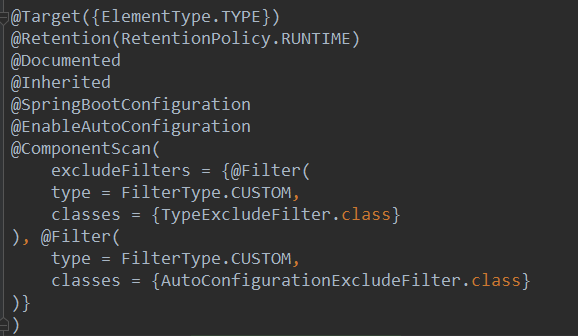 @Target({ElementType.TYPE})
@Retention(RetentionPolicy.RUNTIME)
@Documented
@Inherited
@SpringBootConfiguration
@EnableAutoConfiguration
@ComponentScan(
    excludeFilters = {@Filter(
    type = FilterType.CUSTOM,
    classes = {TypeExcludeFilter.class}
), @Filter(
    type = FilterType.CUSTOM,
    classes = {AutoConfigurationExcludeFilter.class}
)}
)